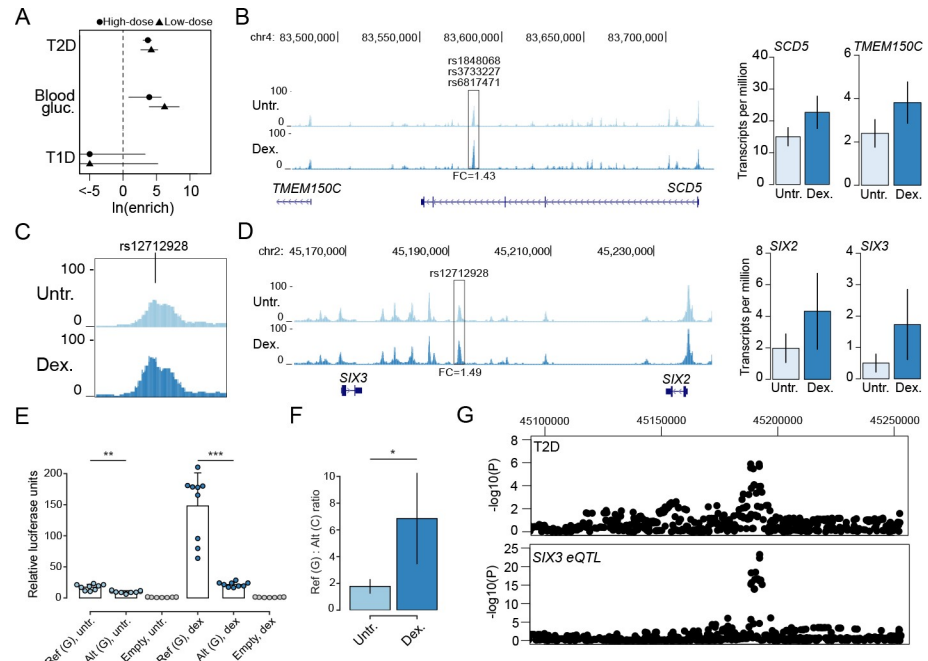 A
●High-dose ▲Low-dose
T2D
Blood
gluc.
T1D
<-5 0 5 10
ln(enrich)
B
chr4: 83,500,000| 83,550,000| 83,600,000| 83,650,000| 83,700,000|
rs1848068
rs3733227
rs6817471
100
Untr.
0
100
Dex.
0
FC=1.43
TMEM150C SCD5
SCD5
Transcripts per million
40
30
20
10
0
Untr. Dex.
TMEM150C
6
4
2
0
Untr. Dex.
C
rs12712928
100
Untr.
0
100
Dex.
0
D
chr2: 45,170,000| 45,190,000| 45,210,000| 45,230,000|
rs12712928
100
Untr.
0
100
Dex.
0
FC=1.49
SIX3 SIX2
SIX2
Transcripts per million
8
6
4
2
0
Untr. Dex.
SIX3
4
3
2
1
0
Untr. Dex.
E
Relative luciferase units
200
150
100
50
0
** ***
Ref (G), untr.
Alt (G), untr.
Empty, untr.
Ref (G), dex
Alt (G), dex
Empty, dex
F
Ref (G) : Alt (C) ratio
10
8
6
4
2
0
*
Untr.
Dex.
G
45100000 45150000 45200000 45250000
T2D
-log10(P)
8
6
4
2
0
SIX3 eQTL
-log10(P)
25
20
15
10
5
0